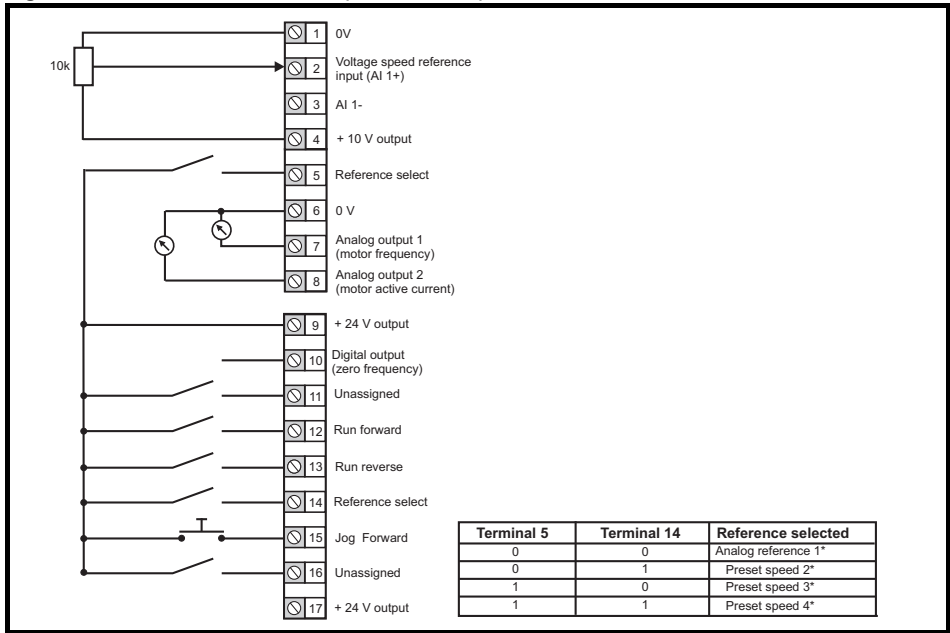 10k
1 0V
2 Voltage speed reference
input (AI 1+)
3 AI 1-
4 + 10 V output
5 Reference select
6 0 V
7 Analog output 1
(motor frequency)
8 Analog output 2
(motor active current)
9 + 24 V output
10 Digital output
(zero frequency)
11 Unassigned
12 Run forward
13 Run reverse
14 Reference select
15 Jog Forward
16 Unassigned
17 + 24 V output
Terminal 5 Terminal 14 Reference selected
0 0 Analog reference 1*
0 1 Preset speed 2*
1 0 Preset speed 3*
1 1 Preset speed 4*